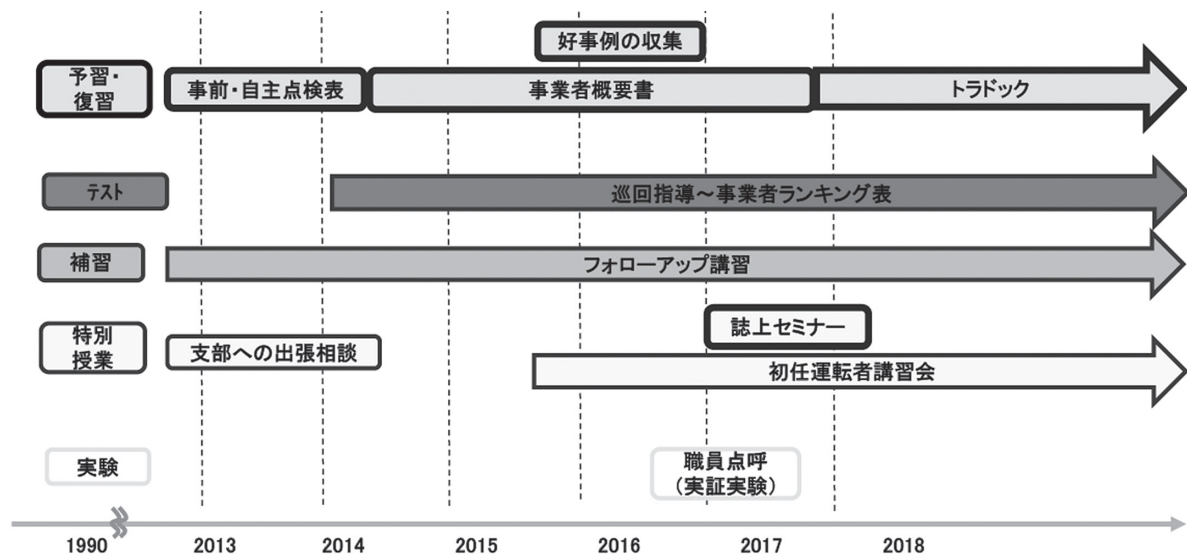 好事例の収集
予習・
復習
事前・自主点検表
事業者概要書
トラドック
テスト
巡回指導～事業者ランキング表
補習
フォローアップ講習
特別
授業
支部への出張相談
誌上セミナー
初任運転者講習会
実験
職員点呼
（実証実験）
1990
2013
2014
2015
2016
2017
2018